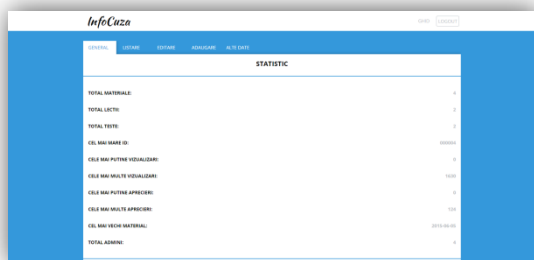 InfoCuza
LOGOUT
GENERAL LISTARE EDITARE ADAUGARE ALTE DATE
STATISTIC
TOTAL MATERIALE:
TOTAL LECTII:
TOTAL TESTE:
CEL MAI MARE ID:
CELE MAI PUTINE VIZUALIZARI:
CELE MAI MULTE VIZUALIZARI:
CELE MAI PUTINE APRECIERI:
CELE MAI MULTE APRECIERI: 124
CEL MAI VECHI MATERIAL:
TOTAL ADMINI: